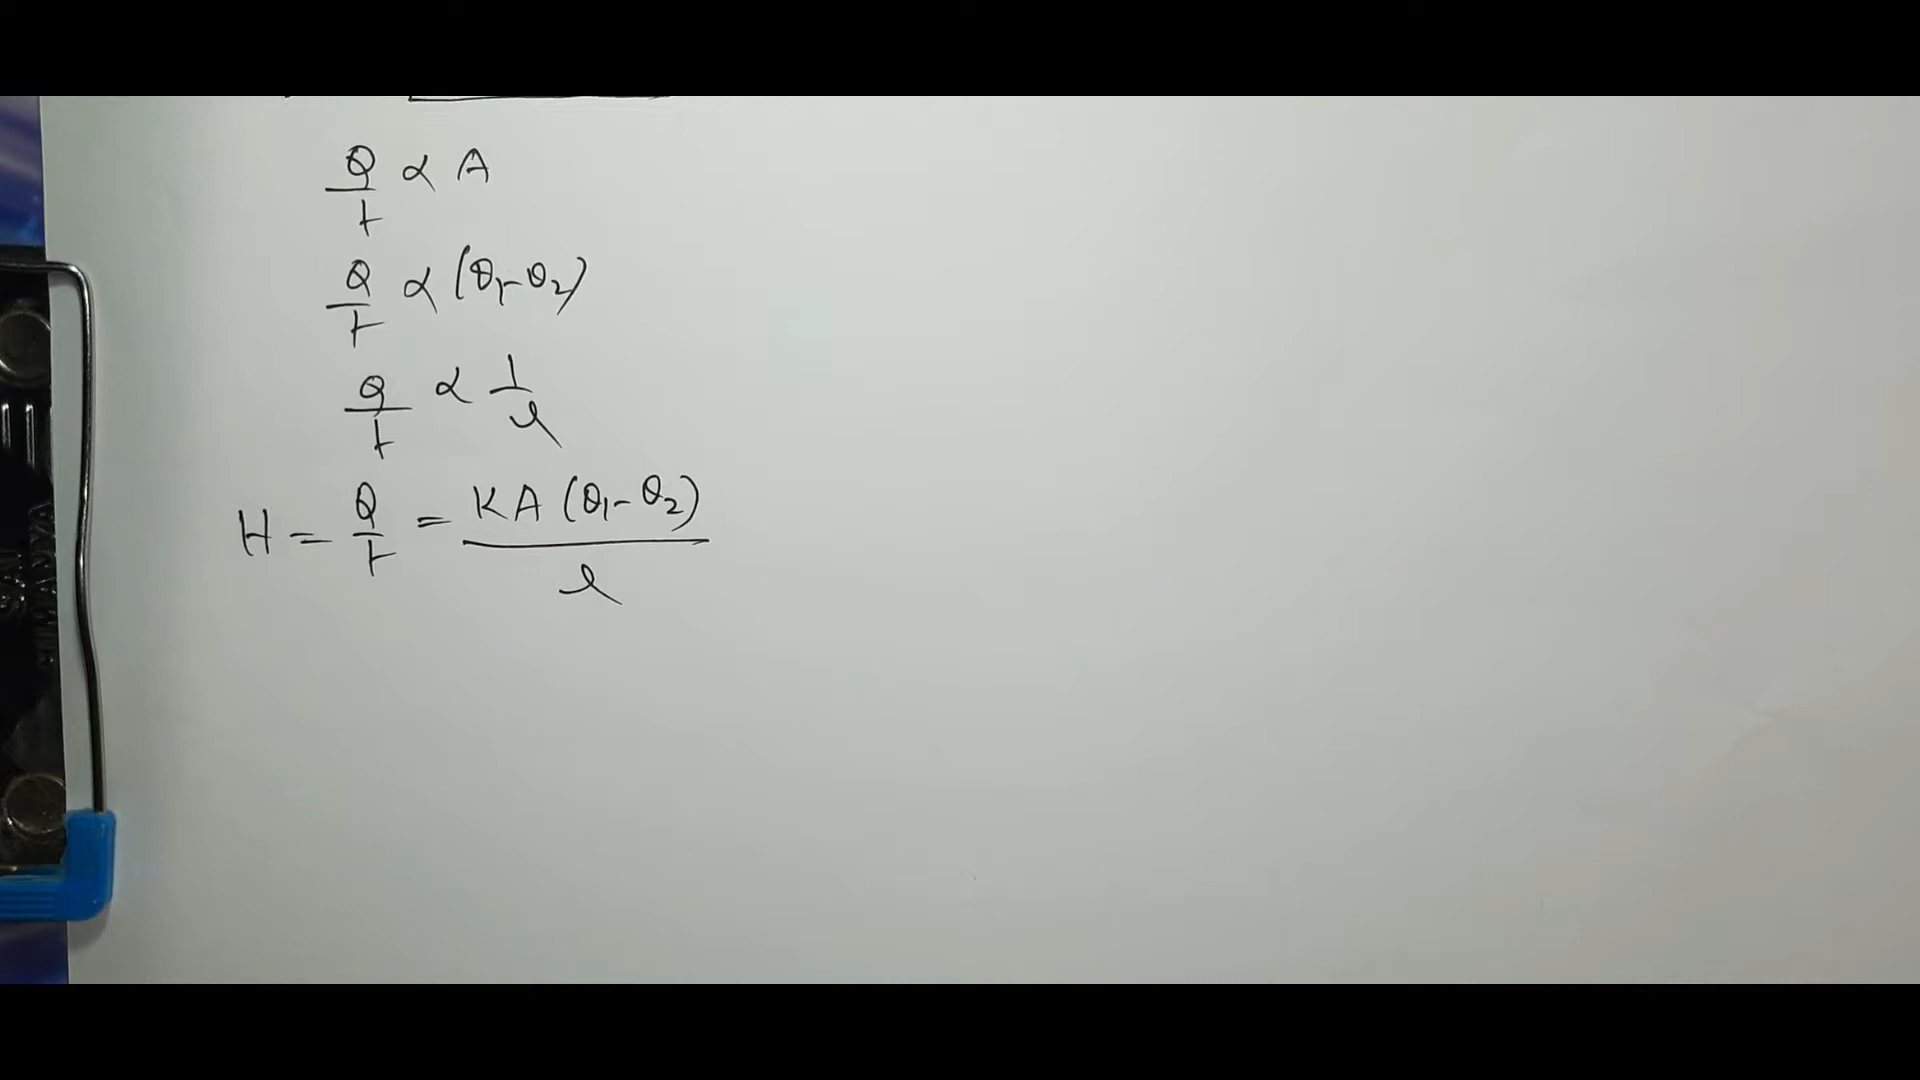 Q/t ∝ A
Q/t ∝ (θ₁-θ₂)
Q/t ∝ 1/l
H = Q/t = KA(θ₁-θ₂)/l